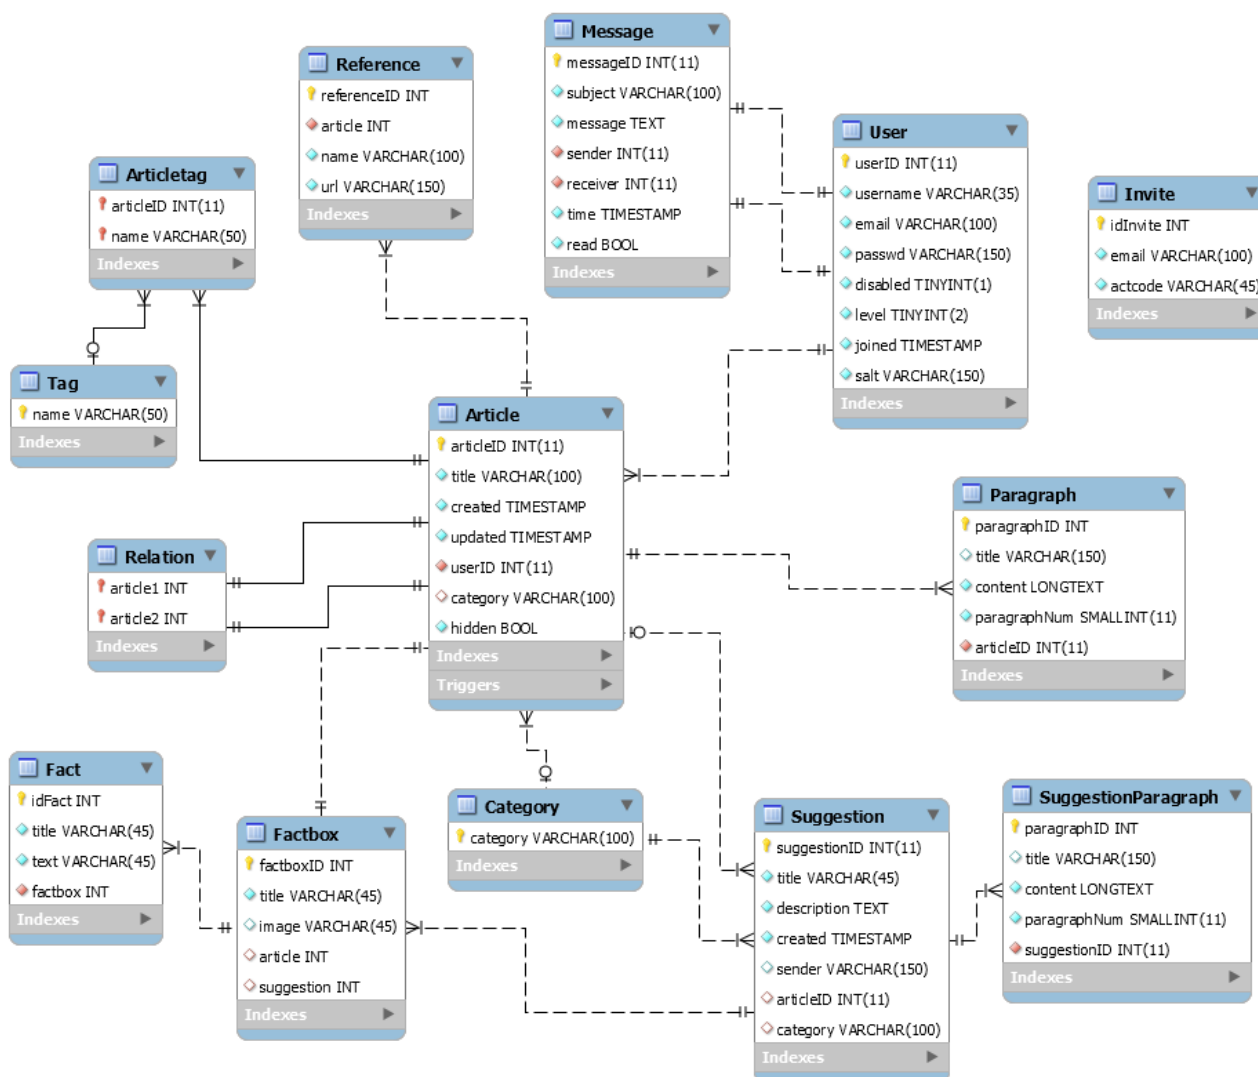 Message
messageID INT(11)
subject VARCHAR(100)
message TEXT
sender INT(11)
receiver INT(11)
time TIMESTAMP
read BOOL
Indexes
Reference
referenceID INT
article INT
name VARCHAR(100)
url VARCHAR(150)
Indexes
User
userID INT(11)
username VARCHAR(35)
email VARCHAR(100)
passwd VARCHAR(150)
disabled TINYINT(1)
level TINYINT(2)
joined TIMESTAMP
salt VARCHAR(150)
Indexes
Articletag
articleID INT(11)
name VARCHAR(50)
Indexes
Invite
idInvite INT
email VARCHAR(100)
actcode VARCHAR(45)
Indexes
Tag
name VARCHAR(50)
Indexes
Article
articleID INT(11)
title VARCHAR(100)
created TIMESTAMP
updated TIMESTAMP
userID INT(11)
category VARCHAR(100)
hidden BOOL
Indexes
Triggers
Paragraph
paragraphID INT
title VARCHAR(150)
content LONGTEXT
paragraphNum SMALLINT(11)
articleID INT(11)
Indexes
Relation
article1 INT
article2 INT
Indexes
Fact
idFact INT
title VARCHAR(45)
text VARCHAR(45)
factbox INT
Indexes
Factbox
factboxID INT
title VARCHAR(45)
image VARCHAR(45)
article INT
suggestion INT
Indexes
Category
category VARCHAR(100)
Indexes
Suggestion
suggestionID INT(11)
title VARCHAR(45)
description TEXT
created TIMESTAMP
sender VARCHAR(150)
articleID INT(11)
category VARCHAR(100)
Indexes
SuggestionParagraph
paragraphID INT
title VARCHAR(150)
content LONGTEXT
paragraphNum SMALLINT(11)
suggestionID INT(11)
Indexes